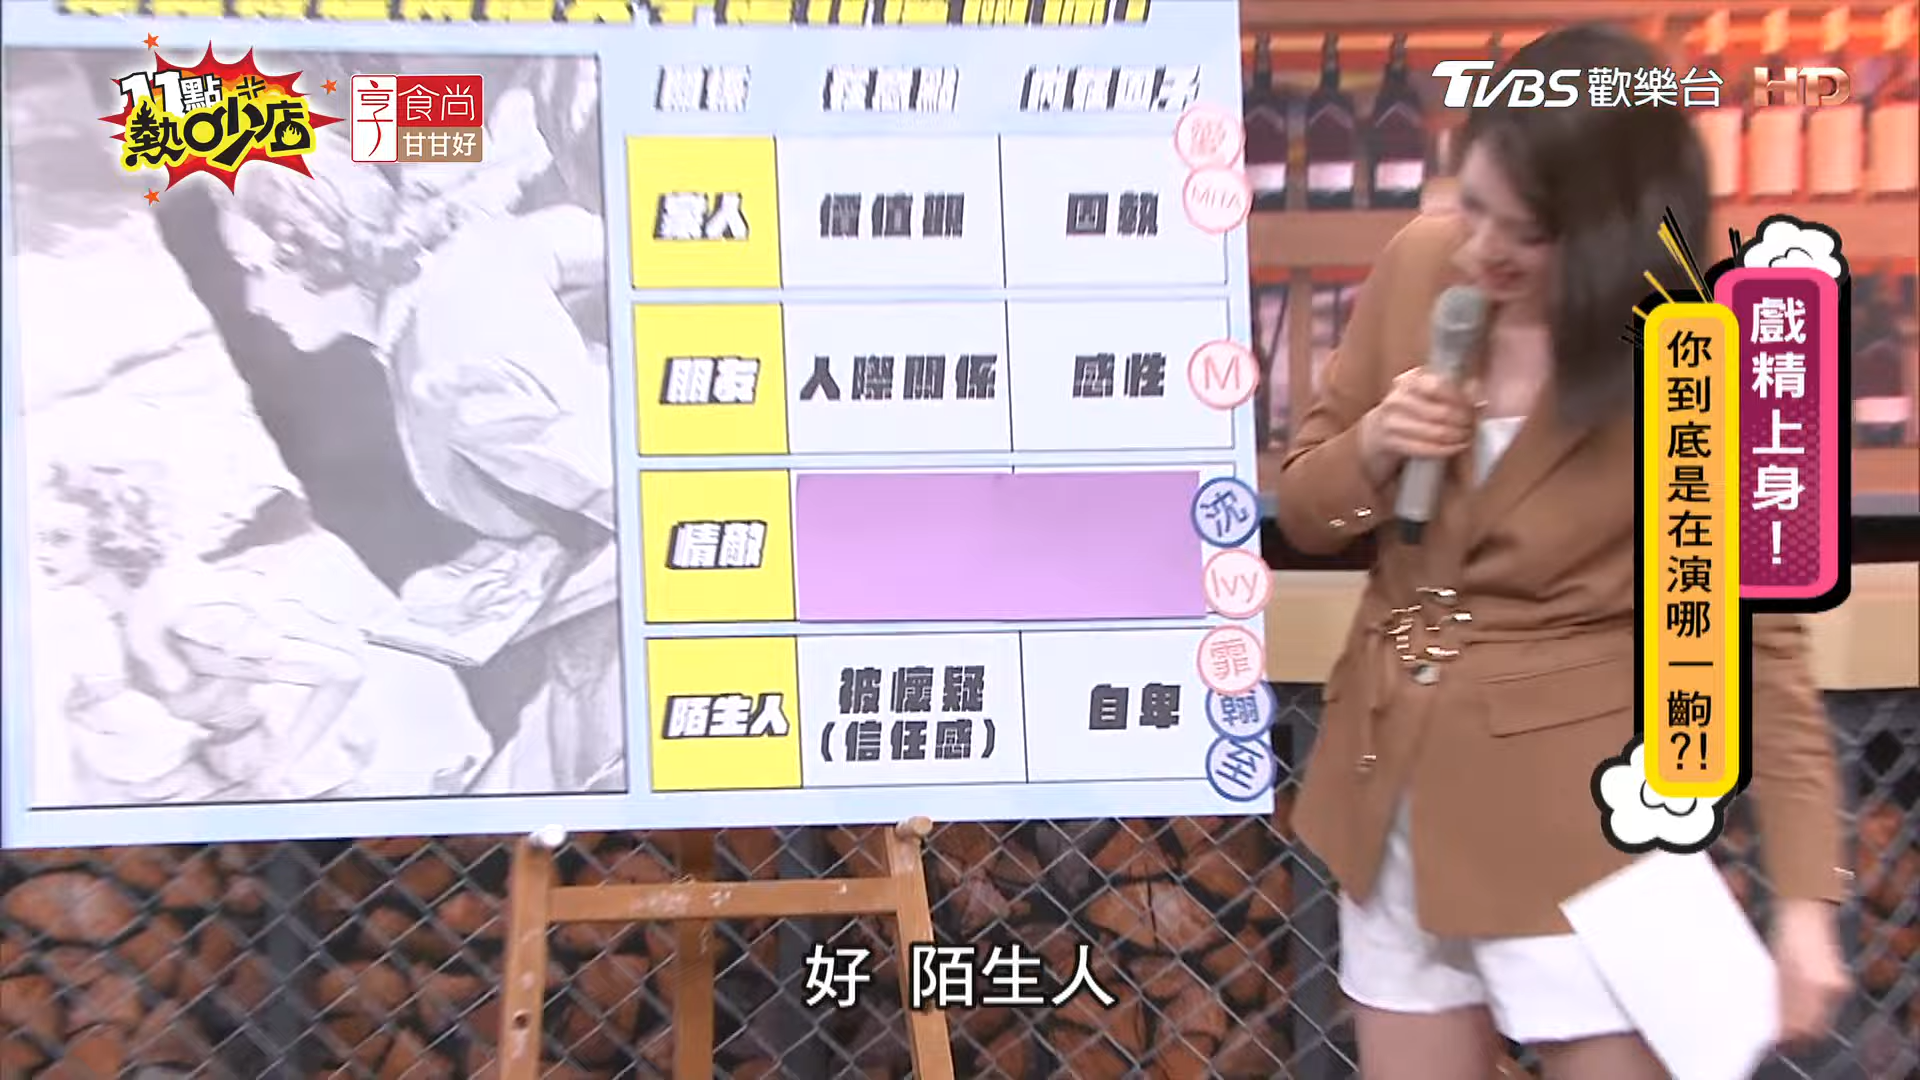 11點
熱吵店
享食尚
甘甘好
TVBS歡樂台 HD
家人 價值觀 固執
MIIA
朋友 人際關係 感性 M
情敵 沈
Ivy
陌生人 被懷疑 (信任感) 自卑
霏
翰
全
戲精上身!
你到底是在演哪一齣?!
好 陌生人